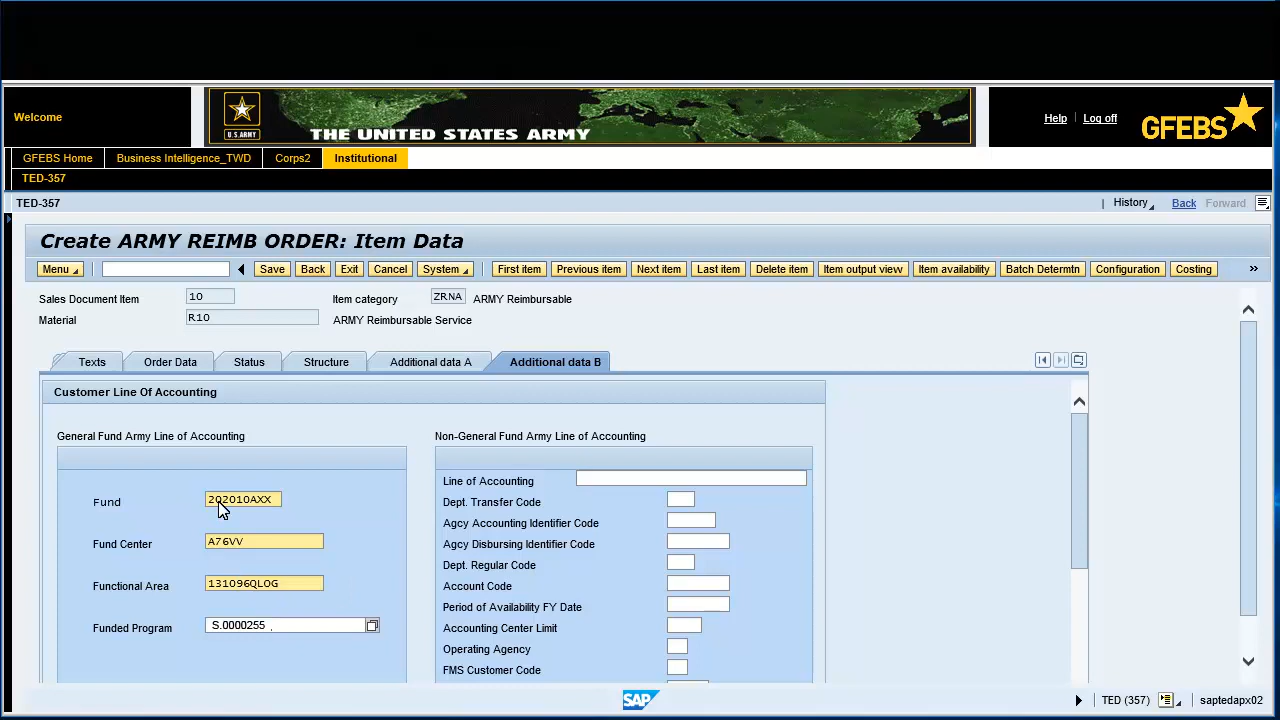 Welcome
U.S.ARMY
THE UNITED STATES ARMY
Help | Log off
GFEBS
GFEBS Home
Business Intelligence_TWD
Corps2
Institutional
TED-357
TED-357
| History
Back
Forward
Create ARMY REIMB ORDER: Item Data
Menu
Save
Back
Exit
Cancel
System
First item
Previous item
Next item
Last item
Delete item
Item output view
Item availability
Batch Determtn
Configuration
Costing
»
Sales Document Item 10
Item category ZRNA ARMY Reimbursable
Material R10
ARMY Reimbursable Service
Texts
Order Data
Status
Structure
Additional data A
Additional data B
Customer Line Of Accounting
General Fund Army Line of Accounting
Fund 202010AXX
Fund Center A76VV
Functional Area 131096QLOG
Funded Program S.0000255 .
Non-General Fund Army Line of Accounting
Line of Accounting
Dept. Transfer Code
Agcy Accounting Identifier Code
Agcy Disbursing Identifier Code
Dept. Regular Code
Account Code
Period of Availability FY Date
Accounting Center Limit
Operating Agency
FMS Customer Code
SAP
TED (357)
saptedapx02